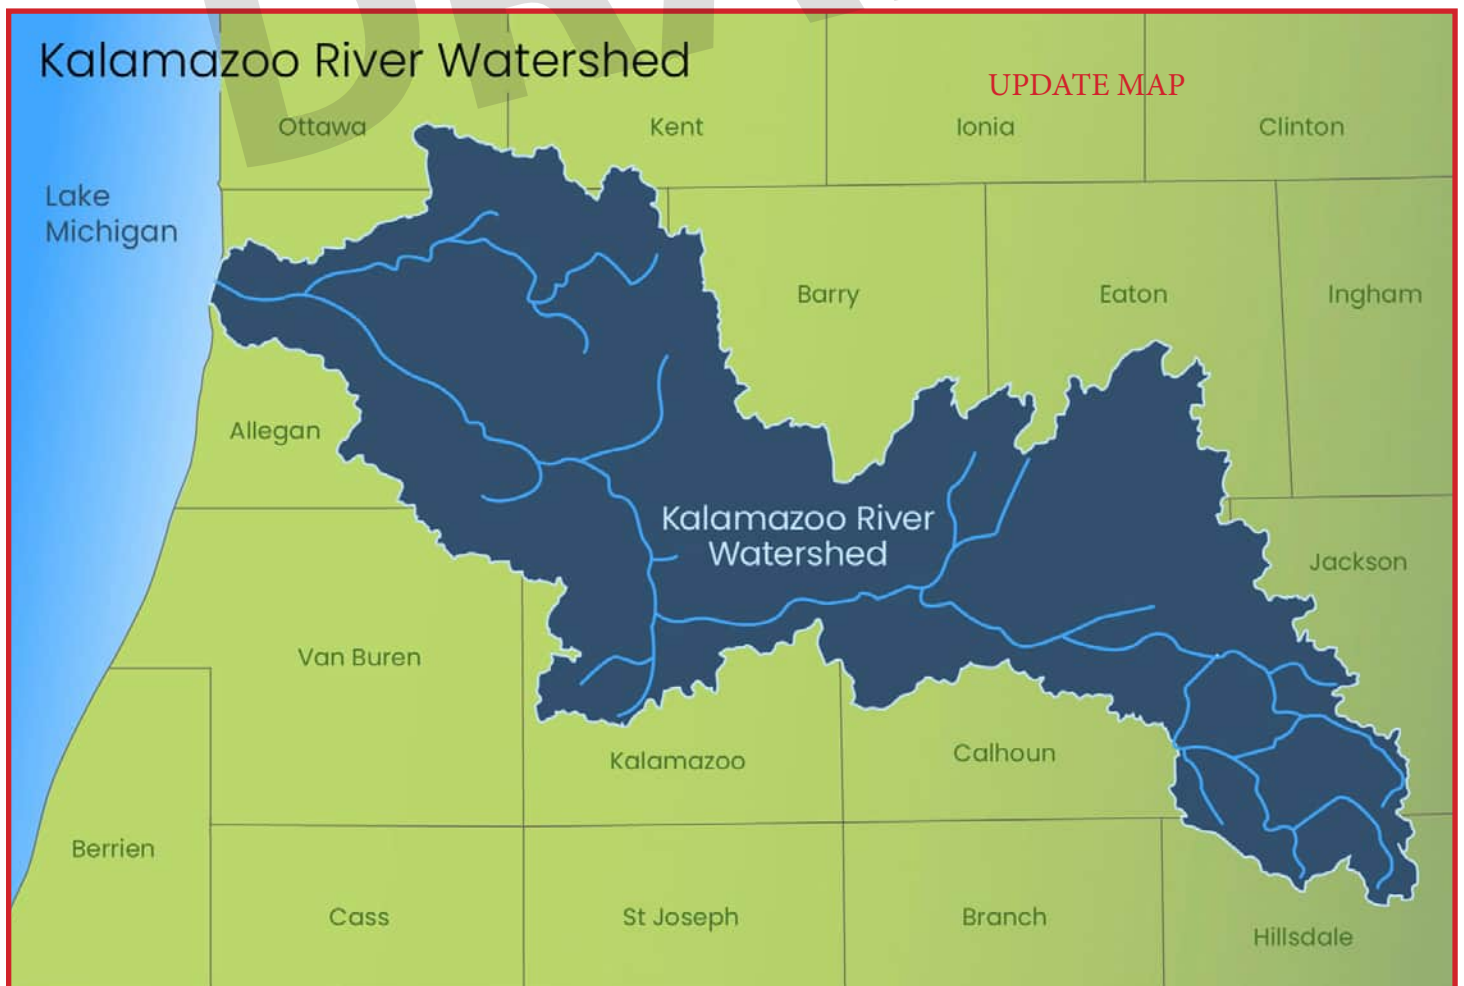 Kalamazoo River Watershed
UPDATE MAP
Ottawa
Kent
Ionia
Clinton
Lake
Michigan
Barry
Eaton
Ingham
Allegan
Kalamazoo River
Watershed
Jackson
Van Buren
Kalamazoo
Calhoun
Berrien
Cass
St Joseph
Branch
Hillsdale